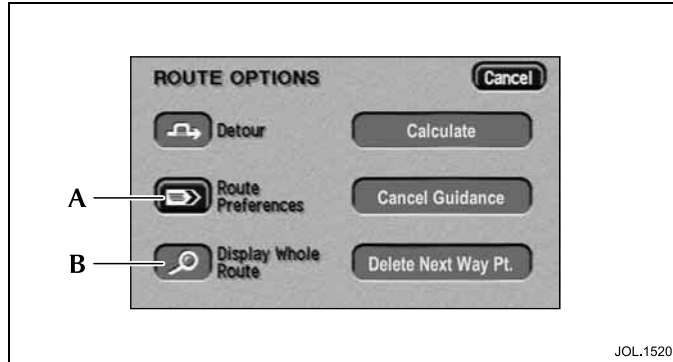 ROUTE OPTIONS
Cancel
Detour
Calculate
A
Route
Preferences
Cancel Guidance
B
Display Whole
Route
Delete Next Way Pt.
JOL.1520